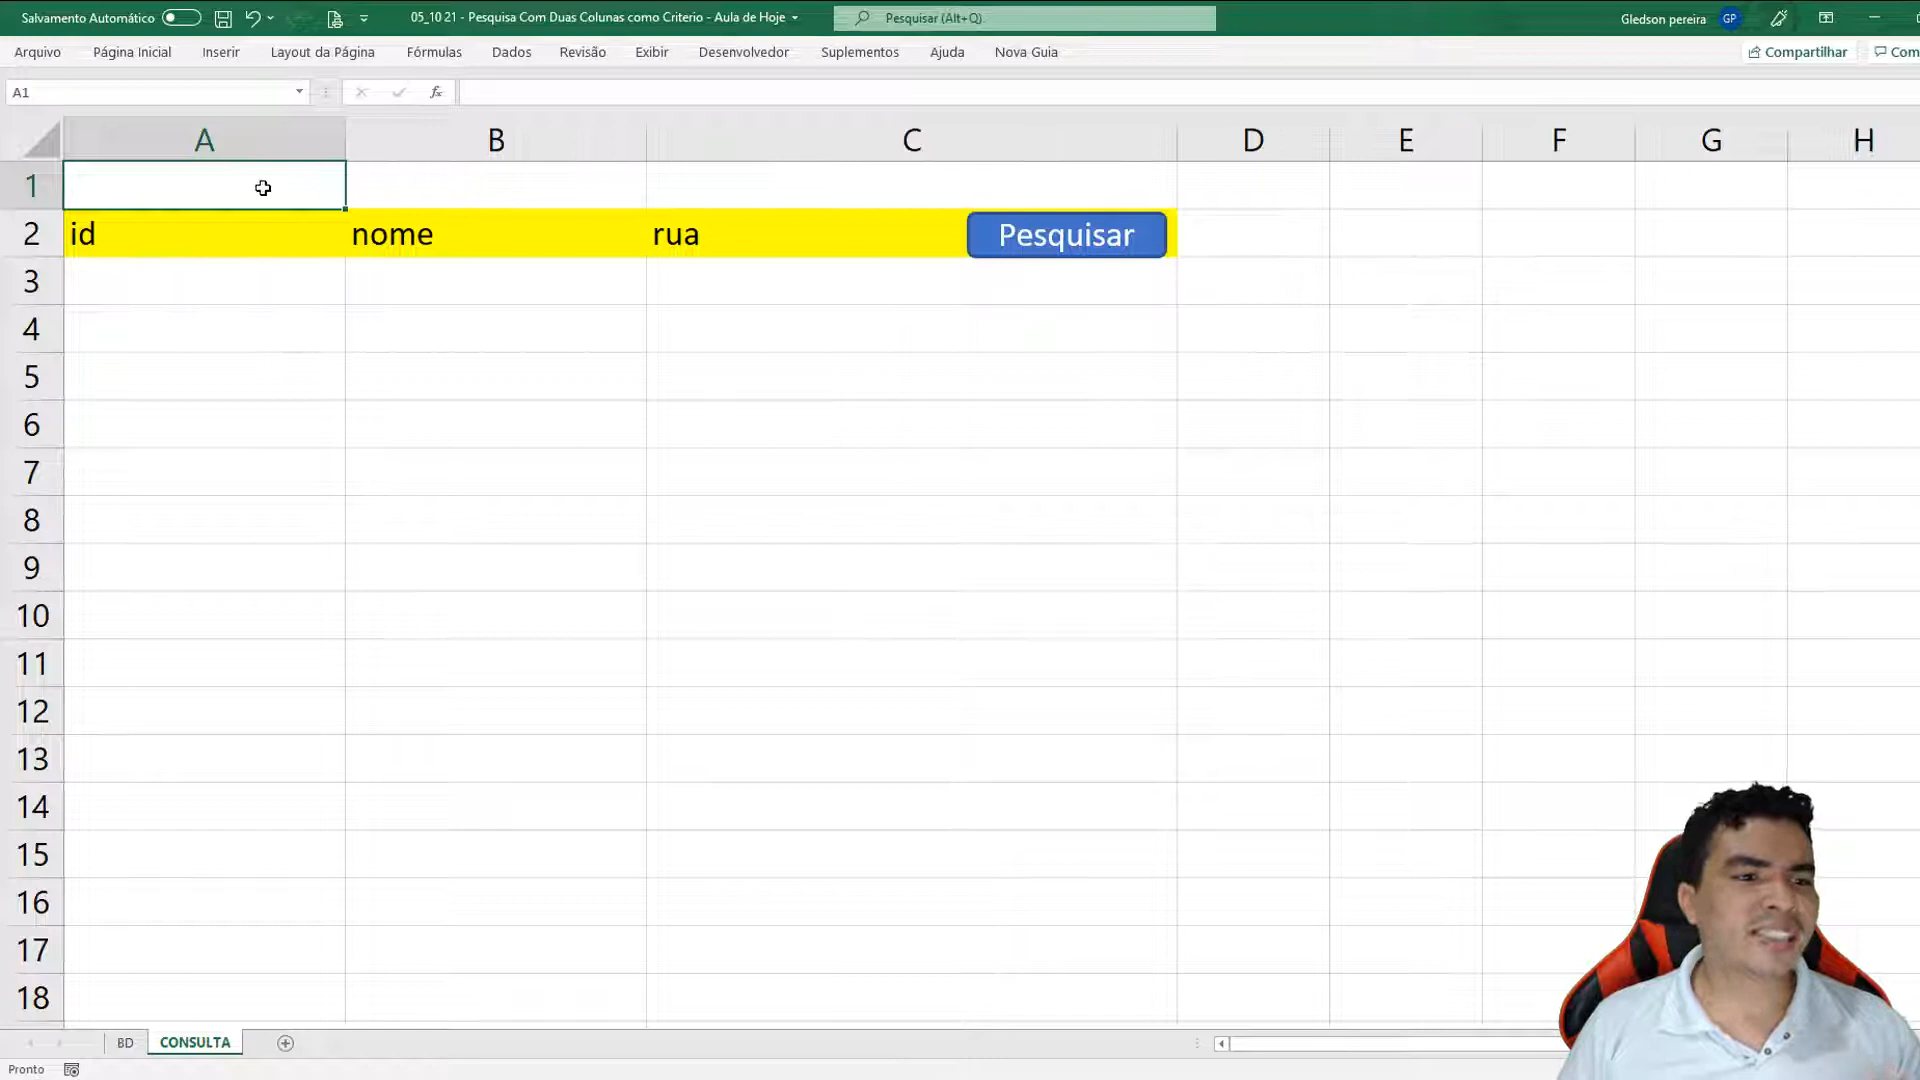 Salvamento Automático
05_10 21 - Pesquisa Com Duas Colunas como Criterio - Aula de Hoje
Pesquisar (Alt+Q)
Gledson pereira GP
Arquivo Página Inicial Inserir Layout da Página Fórmulas Dados Revisão Exibir Desenvolvedor Suplementos Ajuda Nova Guia Compartilhar Com
A1 fx
A B C D E F G H
1
2 id nome rua Pesquisar
3
4
5
6
7
8
9
10
11
12
13
14
15
16
17
18
BD CONSULTA
Pronto